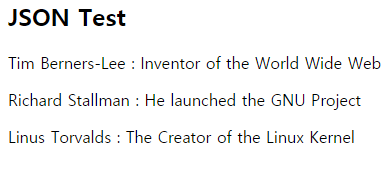 JSON Test
Tim Berners-Lee : Inventor of the World Wide Web
Richard Stallman : He launched the GNU Project
Linus Torvalds : The Creator of the Linux Kernel